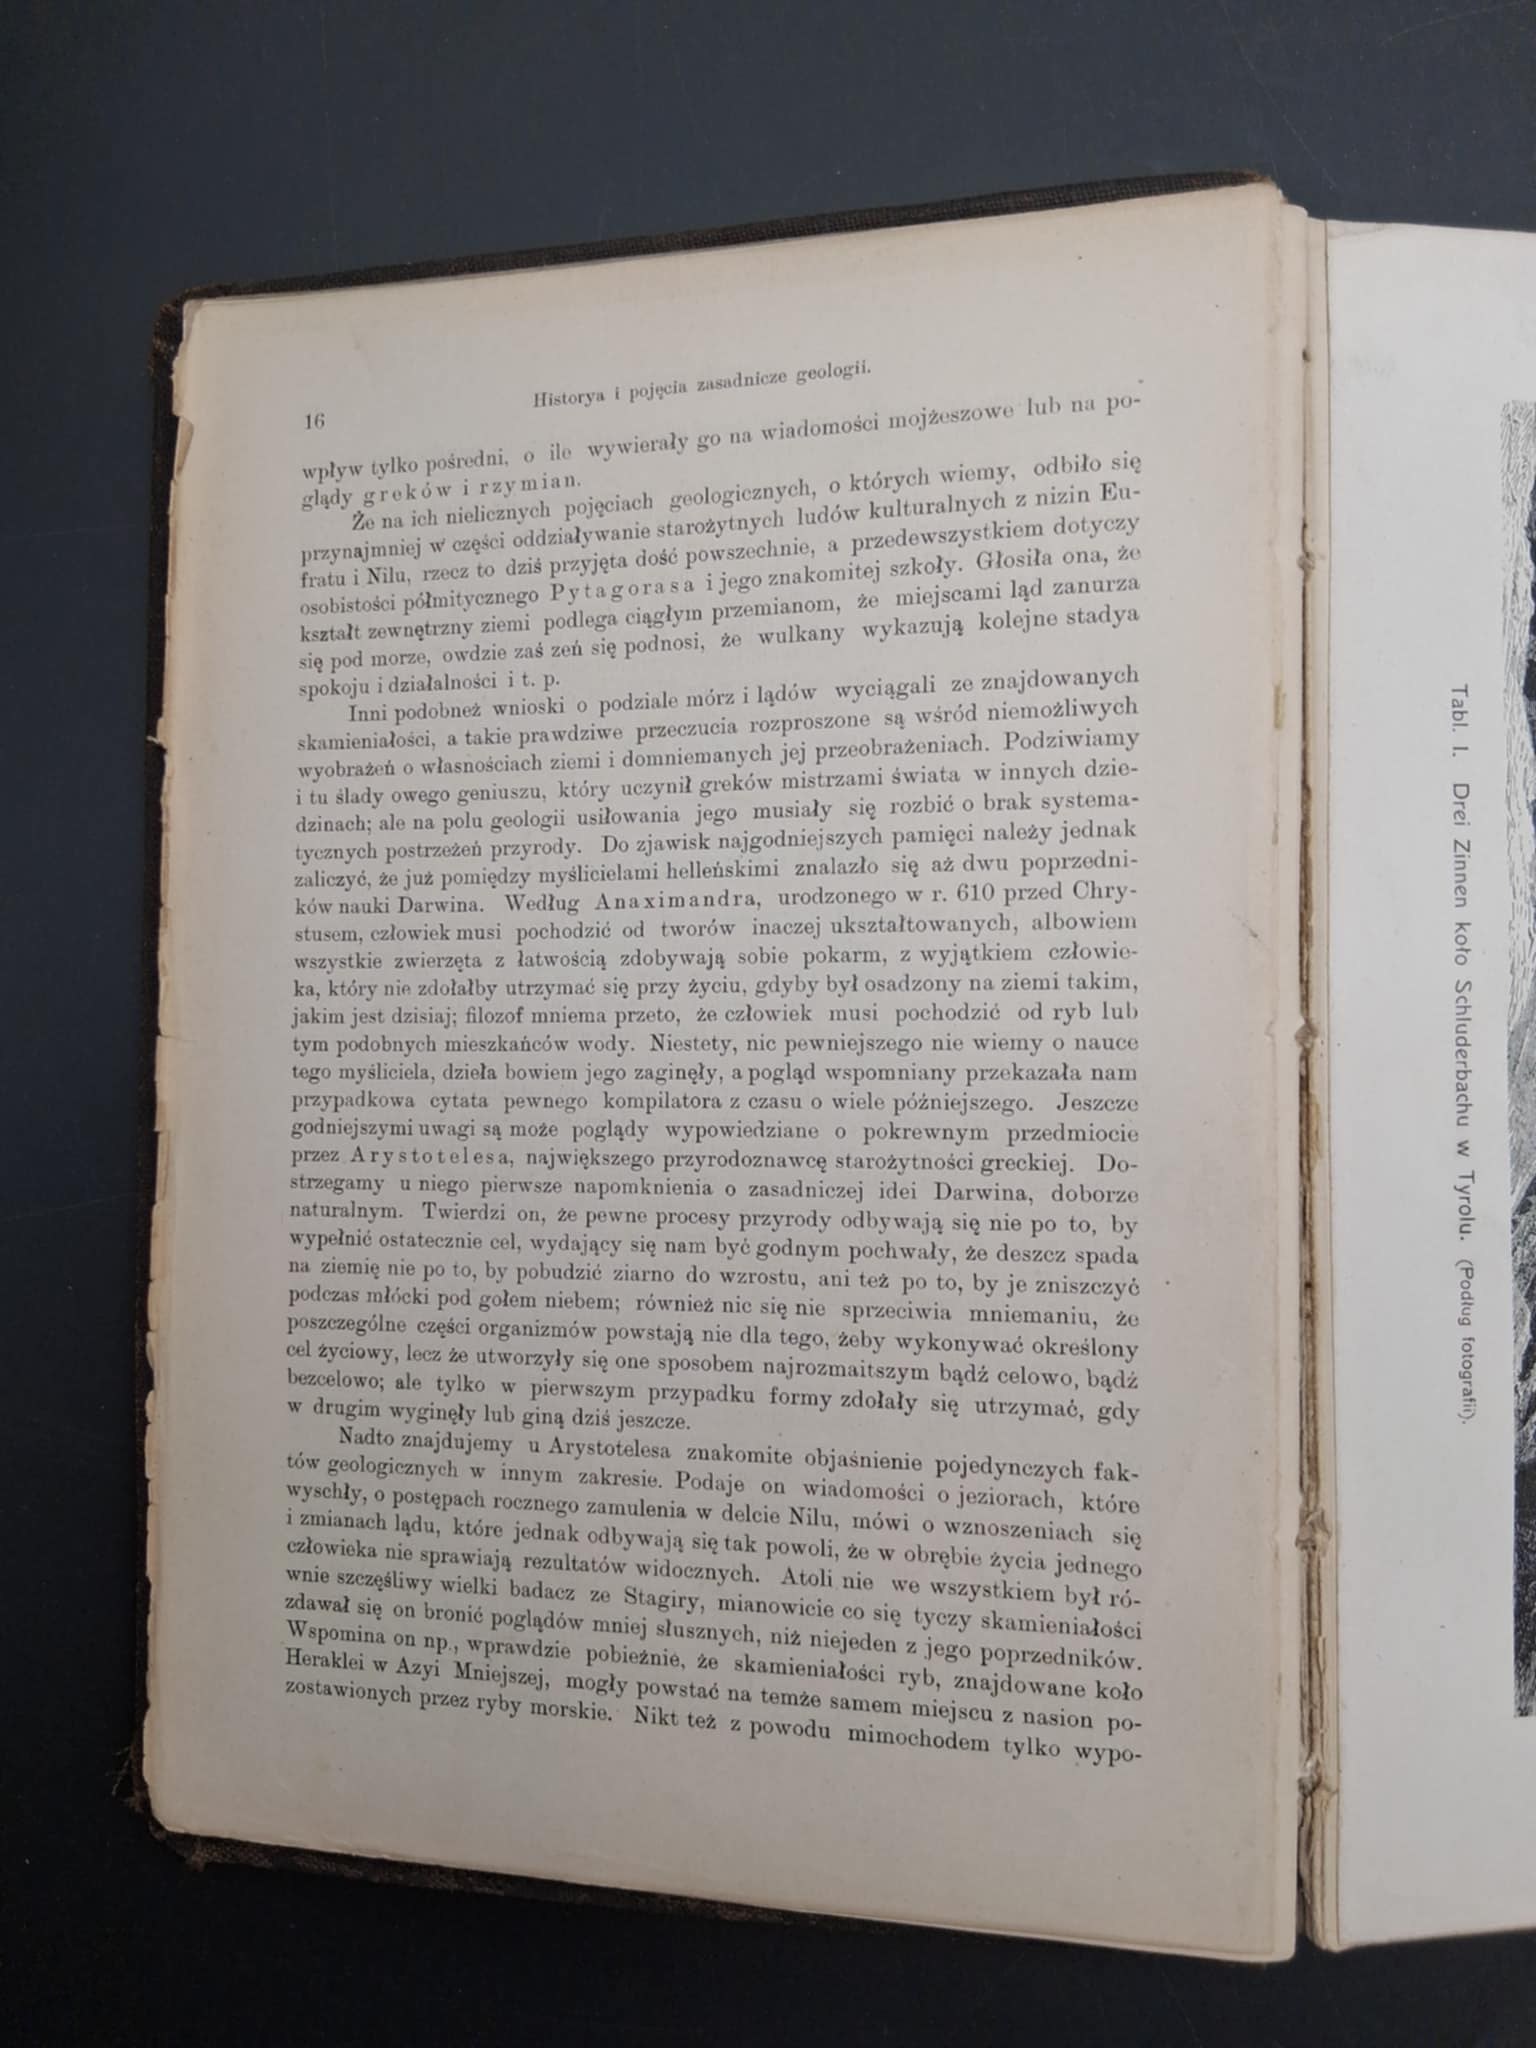 16
Historya i pojęcia zasadnicze geologii.
wpływ tylko pośredni, o ile wywierały go na wiadomości mojżeszowe lub na po-
glądy greków i rzymian.
Że na ich nielicznych pojęciach geologicznych, o których wiemy, odbiło się
przynajmniej w części oddziaływanie starożytnych ludów kulturalnych z nizin Eu-
fratu i Nilu, rzecz to dziś przyjęta dość powszechnie, a przedewszystkiem dotyczy
osobistości półmitycznego Pytagorasa i jego znakomitej szkoły. Głosiła ona, że
kształt zewnętrzny ziemi podlega ciągłym przemianom, że miejscami ląd zanurza
się pod morze, owdzie zaś zeń się podnosi, że wulkany wykazują kolejne stadya
spokoju i działalności i t. p.
Inni podobneż wnioski o podziale mórz i lądów wyciągali ze znajdowanych
skamieniałości, a takie prawdziwe przeczucia rozproszone są wśród niemożliwych
wyobrażeń o własnościach ziemi i domniemanych jej przeobrażeniach. Podziwiamy
i tu ślady owego geniuszu, który uczynił greków mistrzami świata w innych dzie-
dzinach; ale na polu geologii usiłowania jego musiały się rozbić o brak systema-
tycznych postrzeżeń przyrody. Do zjawisk najgodniejszych pamięci należy jednak
zaliczyć, że już pomiędzy myślicielami helleńskimi znalazło się aż dwu poprzedni-
ków nauki Darwina. Według Anaximandra, urodzonego w r. 610 przed Chry-
stusem, człowiek musi pochodzić od tworów inaczej ukształtowanych, albowiem
wszystkie zwierzęta z łatwością zdobywają sobie pokarm, z wyjątkiem człowie-
ka, który nie zdołałby utrzymać się przy życiu, gdyby był osadzony na ziemi takim,
jakim jest dzisiaj; filozof mniema przeto, że człowiek musi pochodzić od ryb lub
tym podobnych mieszkańców wody. Niestety, nic pewniejszego nie wiemy o nauce
tego myśliciela, dzieła bowiem jego zaginęły, a pogląd wspomniany przekazała nam
przypadkowa cytata pewnego kompilatora z czasu o wiele późniejszego. Jeszcze
godniejszymi uwagi są może poglądy wypowiedziane o pokrewnym przedmiocie
przez Arystotelesa, największego przyrodoznawcę starożytności greckiej. Do-
strzegamy u niego pierwsze napomknienia o zasadniczej idei Darwina, doborze
naturalnym. Twierdzi on, że pewne procesy przyrody odbywają się nie po to, by
wypełnić ostatecznie cel, wydający się nam być godnym pochwały, że deszcz spada
na ziemię nie po to, by pobudzić ziarno do wzrostu, ani też po to, by je zniszczyć
podczas młócki pod gołem niebem; również nic się nie sprzeciwia mniemaniu, że
poszczególne części organizmów powstają nie dla tego, żeby wykonywać określony
cel życiowy, lecz że utworzyły się one sposobem najrozmaitszym bądź celowo, bądź
bezcelowo; ale tylko w pierwszym przypadku formy zdołały się utrzymać, gdy
w drugim wyginęły lub giną dziś jeszcze.
Nadto znajdujemy u Arystotelesa znakomite objaśnienie pojedynczych fak-
tów geologicznych w innym zakresie. Podaje on wiadomości o jeziorach, które
wyschły, o postępach rocznego zamulenia w delcie Nilu, mówi o wznoszeniach się
i zmianach lądu, które jednak odbywają się tak powoli, że w obrębie życia jednego
człowieka nie sprawiają rezultatów widocznych. Atoli nie we wszystkiem był ró-
wnie szczęśliwy wielki badacz ze Stagiry, mianowicie co się tyczy skamieniałości
zdawał się on bronić poglądów mniej słusznych, niż niejeden z jego poprzedników.
Wspomina on np., wprawdzie pobieżnie, że skamieniałości ryb, znajdowane koło
Heraklei w Azyi Mniejszej, mogły powstać na temże samem miejscu z nasion po-
zostawionych przez ryby morskie. Nikt też z powodu mimochodem tylko wypo-
Tabl. I. Drei Zinnen koło Schluderbachu w Tyrolu. (Podług fotografii).